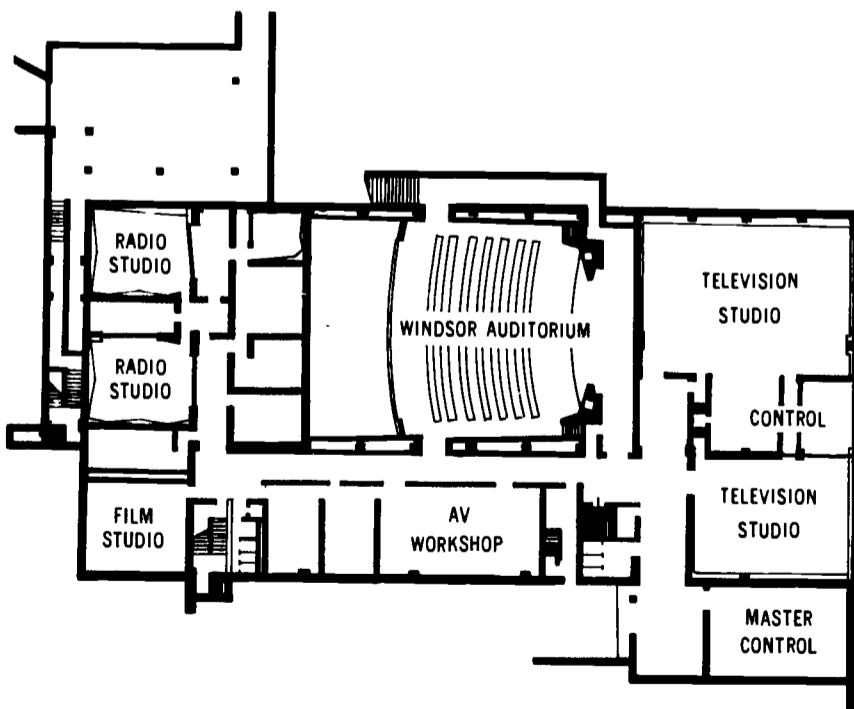 RADIO
STUDIO
TELEVISION
STUDIO
WINDSOR AUDITORIUM
RADIO
STUDIO
CONTROL
FILM
STUDIO
AV
WORKSHOP
TELEVISION
STUDIO
MASTER
CONTROL